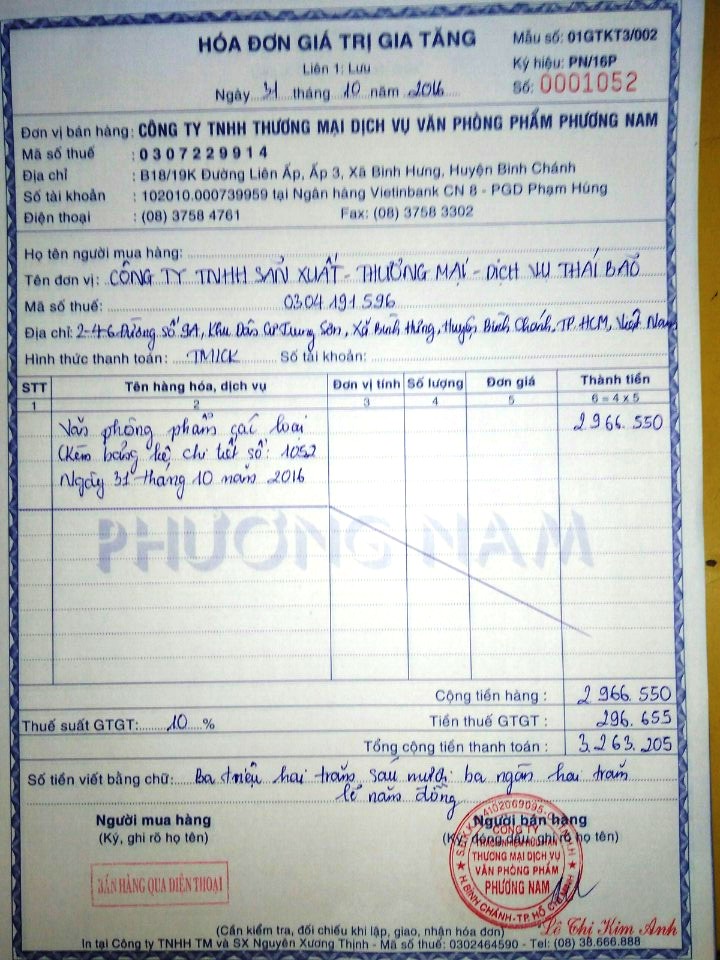 HÓA ĐƠN GIÁ TRỊ GIA TĂNG
Mẫu số: 01GTKT3/002
Liên 1: Lưu
Ký hiệu: PN/16P
Ngày 31 tháng 10 năm 2016
Số: 0001052
Đơn vị bán hàng: CÔNG TY TNHH THƯƠNG MẠI DỊCH VỤ VĂN PHÒNG PHẨM PHƯƠNG NAM
Mã số thuế : 0307229914
Địa chỉ : B18/19K Đường Liên Ấp, Ấp 3, Xã Bình Hưng, Huyện Bình Chánh
Số tài khoản : 102010.000739959 tại Ngân hàng Vietinbank CN 8 - PGD Phạm Hùng
Điện thoại : (08) 3758 4761 Fax: (08) 3758 3302
Họ tên người mua hàng:
Tên đơn vị: CÔNG TY TNHH SẢN XUẤT - THƯƠNG MẠI - DỊCH VỤ THÁI BẢO
Mã số thuế: 0304191596
Địa chỉ: 2-4-6 Đường số 9A, Khu Dân Cư Trung Sơn, Xã Bình Hưng, Huyện Bình Chánh, TP.HCM, Việt Nam
Hình thức thanh toán: TM/CK Số tài khoản:
STT Tên hàng hóa, dịch vụ Đơn vị tính Số lượng Đơn giá Thành tiền
1 2 3 4 5 6 = 4 x 5
Văn phòng phẩm các loại 2 966.550
(Kèm bảng kê chi tiết số: 1052
Ngày 31 tháng 10 năm 2016
PHƯƠNG NAM
Cộng tiền hàng : 2 966.550
Thuế suất GTGT: 10 % Tiền thuế GTGT : 296.655
Tổng cộng tiền thanh toán : 3.263.205
Số tiền viết bằng chữ: Ba triệu hai trăm sáu mươi ba ngàn hai trăm
lẻ năm đồng
Người mua hàng Người bán hàng
(Ký, ghi rõ họ tên) (Ký, đóng dấu, ghi rõ họ tên)
CÔNG TY
THƯƠNG MẠI DỊCH VỤ
VĂN PHÒNG PHẨM
PHƯƠNG NAM
H. BÌNH CHÁNH - TP. HỒ CHÍ MINH
BÁN HÀNG QUA ĐIỆN THOẠI
Lê Thị Kim Anh
(Cần kiểm tra, đối chiếu khi lập, giao, nhận hóa đơn)
In tại Công ty TNHH TM và SX Nguyên Xương Thịnh - Mã số thuế: 0302464590 - Tel: (08) 38.666.888